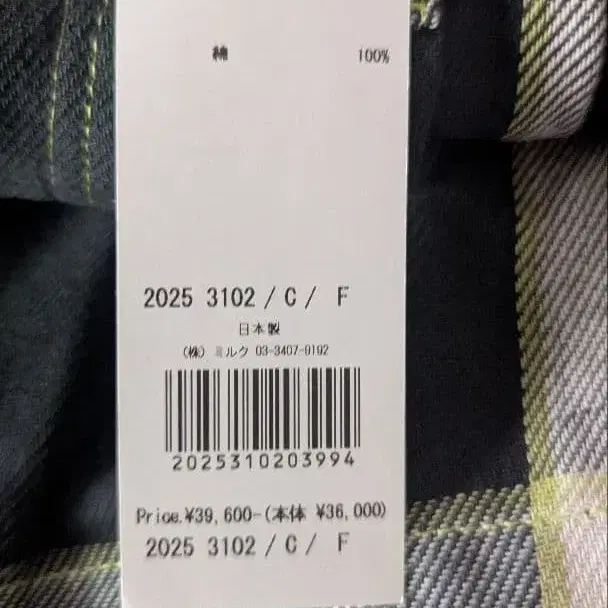 綿 100%
2025 3102 / C / F
日本製
(株) ミルク 03-3407-9192
2025310203994
Price.¥39,600-(本体 ¥36,000)
2025 3102 / C / F